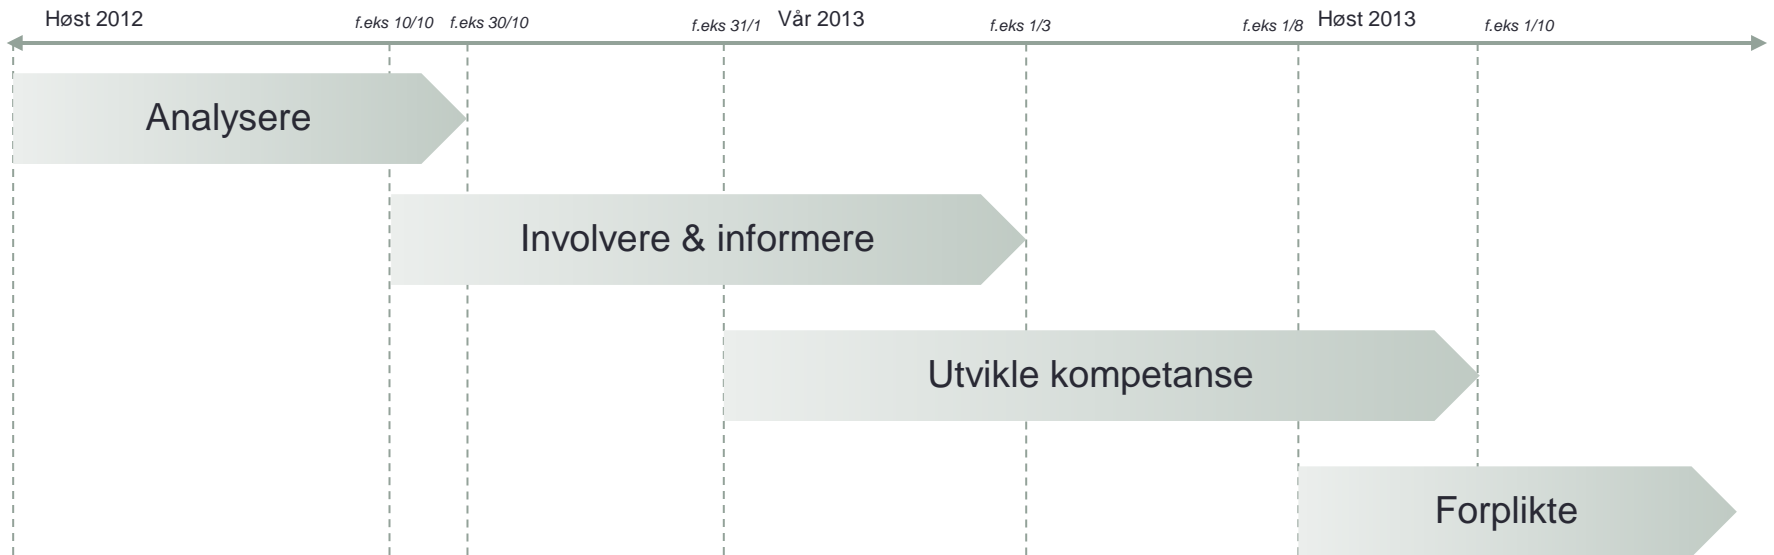 Høst 2012
f.eks 10/10
f.eks 30/10
f.eks 31/1
Vår 2013
f.eks 1/3
f.eks 1/8
Høst 2013
f.eks 1/10
Analysere
Involvere & informere
Utvikle kompetanse
Forplikte